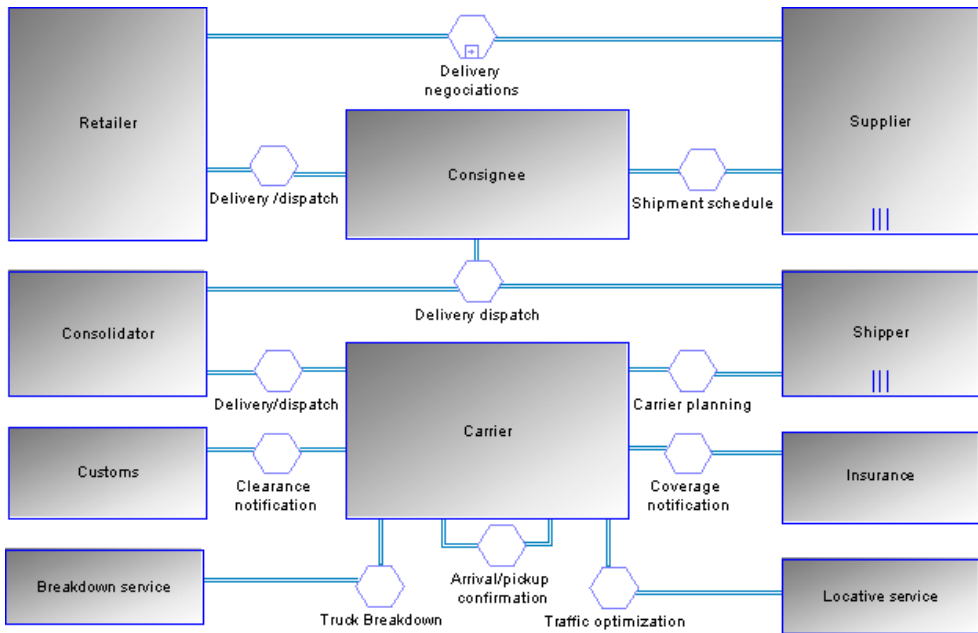 Delivery
negociations
Retailer
Supplier
Consignee
Delivery /dispatch
Shipment schedule
Consolidator
Delivery dispatch
Shipper
Delivery/dispatch
Carrier planning
Carrier
Customs
Clearance
notification
Coverage
notification
Insurance
Breakdown service
Arrival/pickup
confirmation
Locative service
Truck Breakdown
Traffic optimization